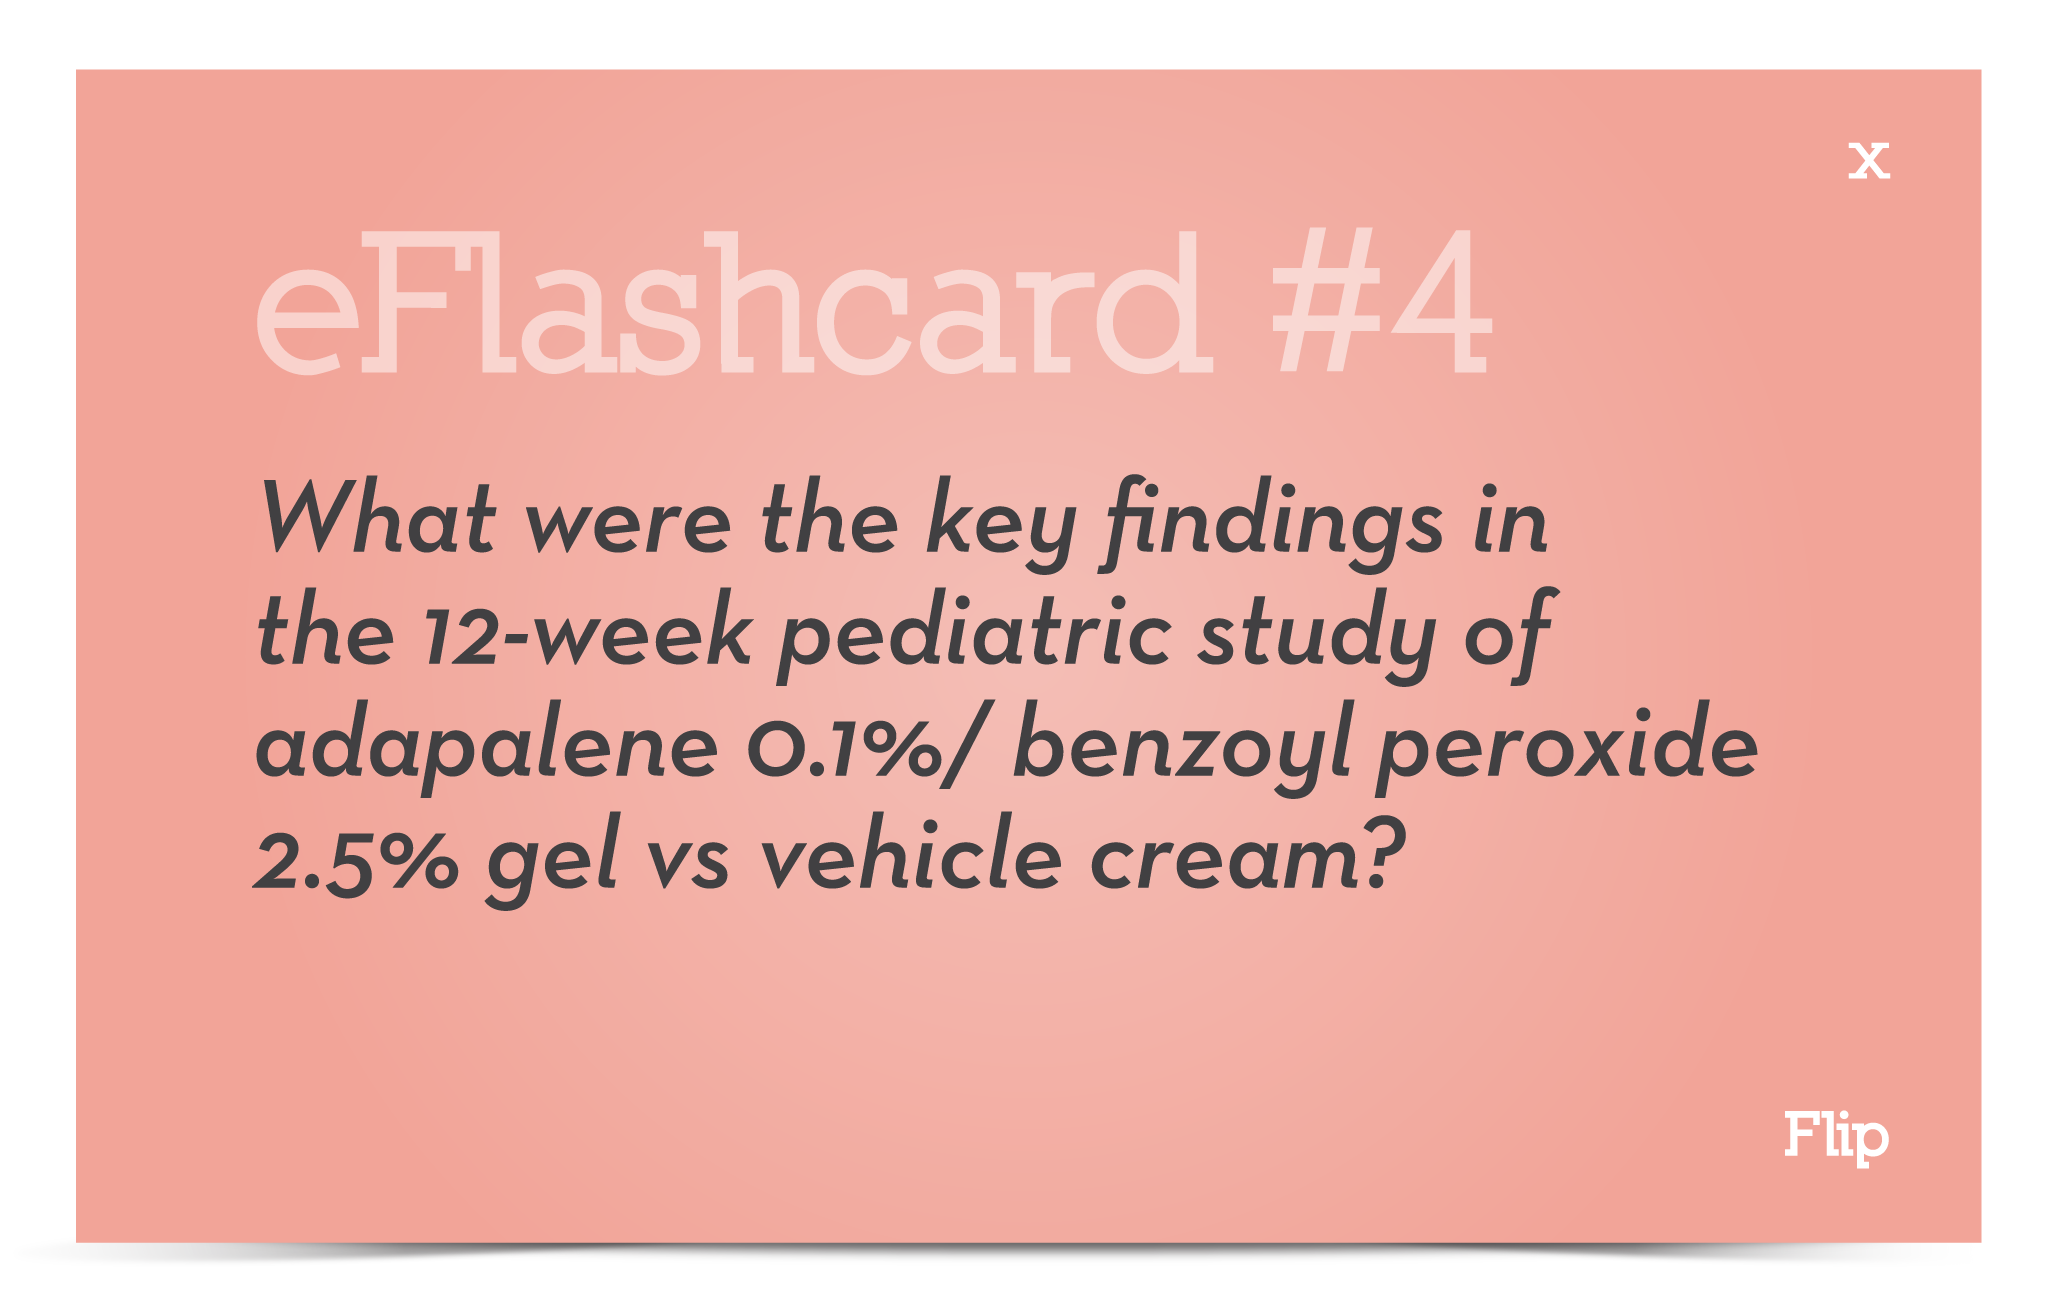 x
eFlashcard #4
What were the key findings in
the 12-week pediatric study of
adapalene 0.1%/ benzoyl peroxide
2.5% gel vs vehicle cream?
Flip